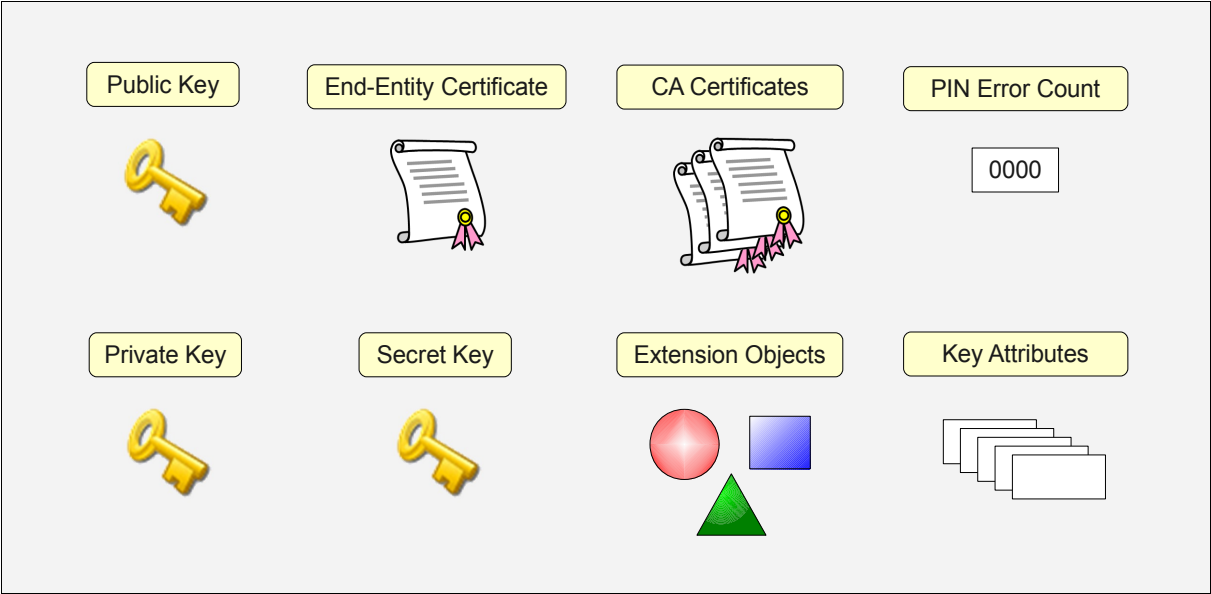 Public Key
End-Entity Certificate
CA Certificates
PIN Error Count
0000
Private Key
Secret Key
Extension Objects
Key Attributes